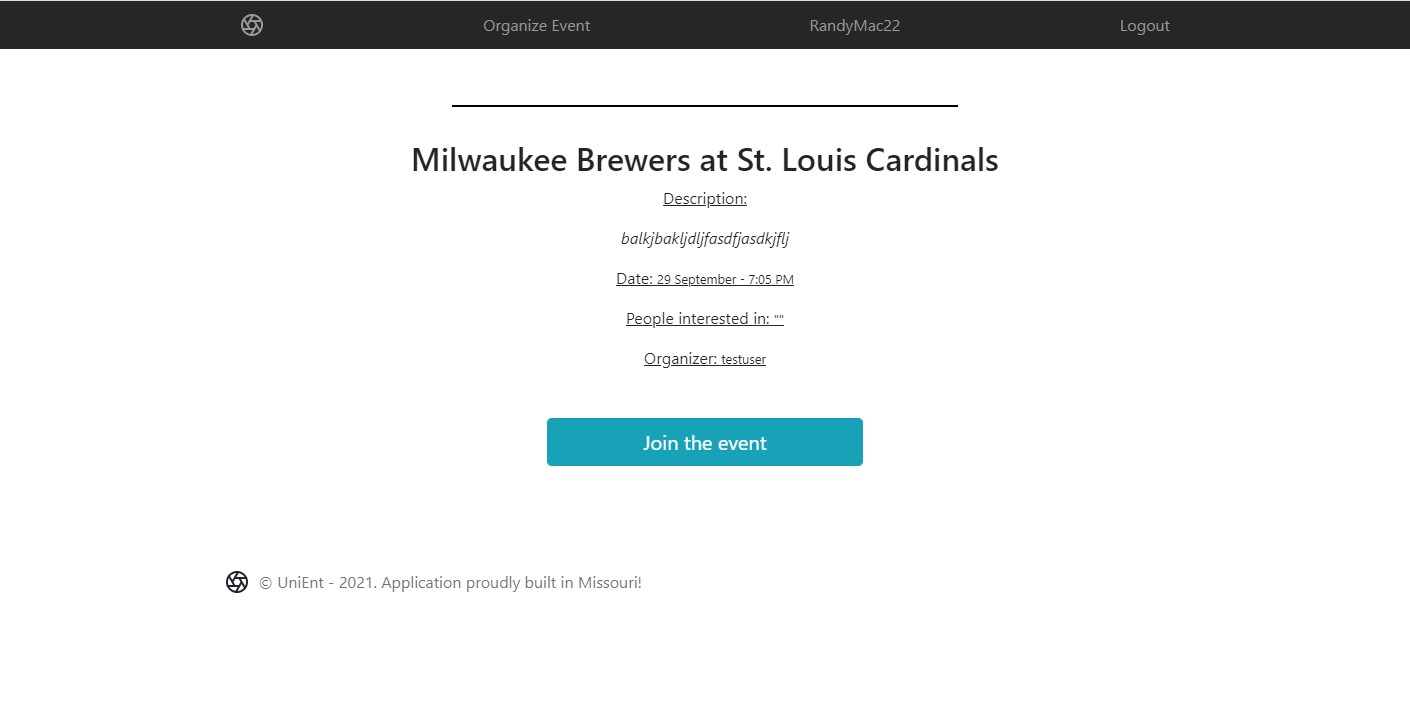 Organize Event RandyMac22 Logout
Milwaukee Brewers at St. Louis Cardinals
Description:
balkjbakljdljfasdfjasdkjflj
Date: 29 September - 7:05 PM
People interested in: ""
Organizer: testuser
Join the event
© UniEnt - 2021. Application proudly built in Missouri!